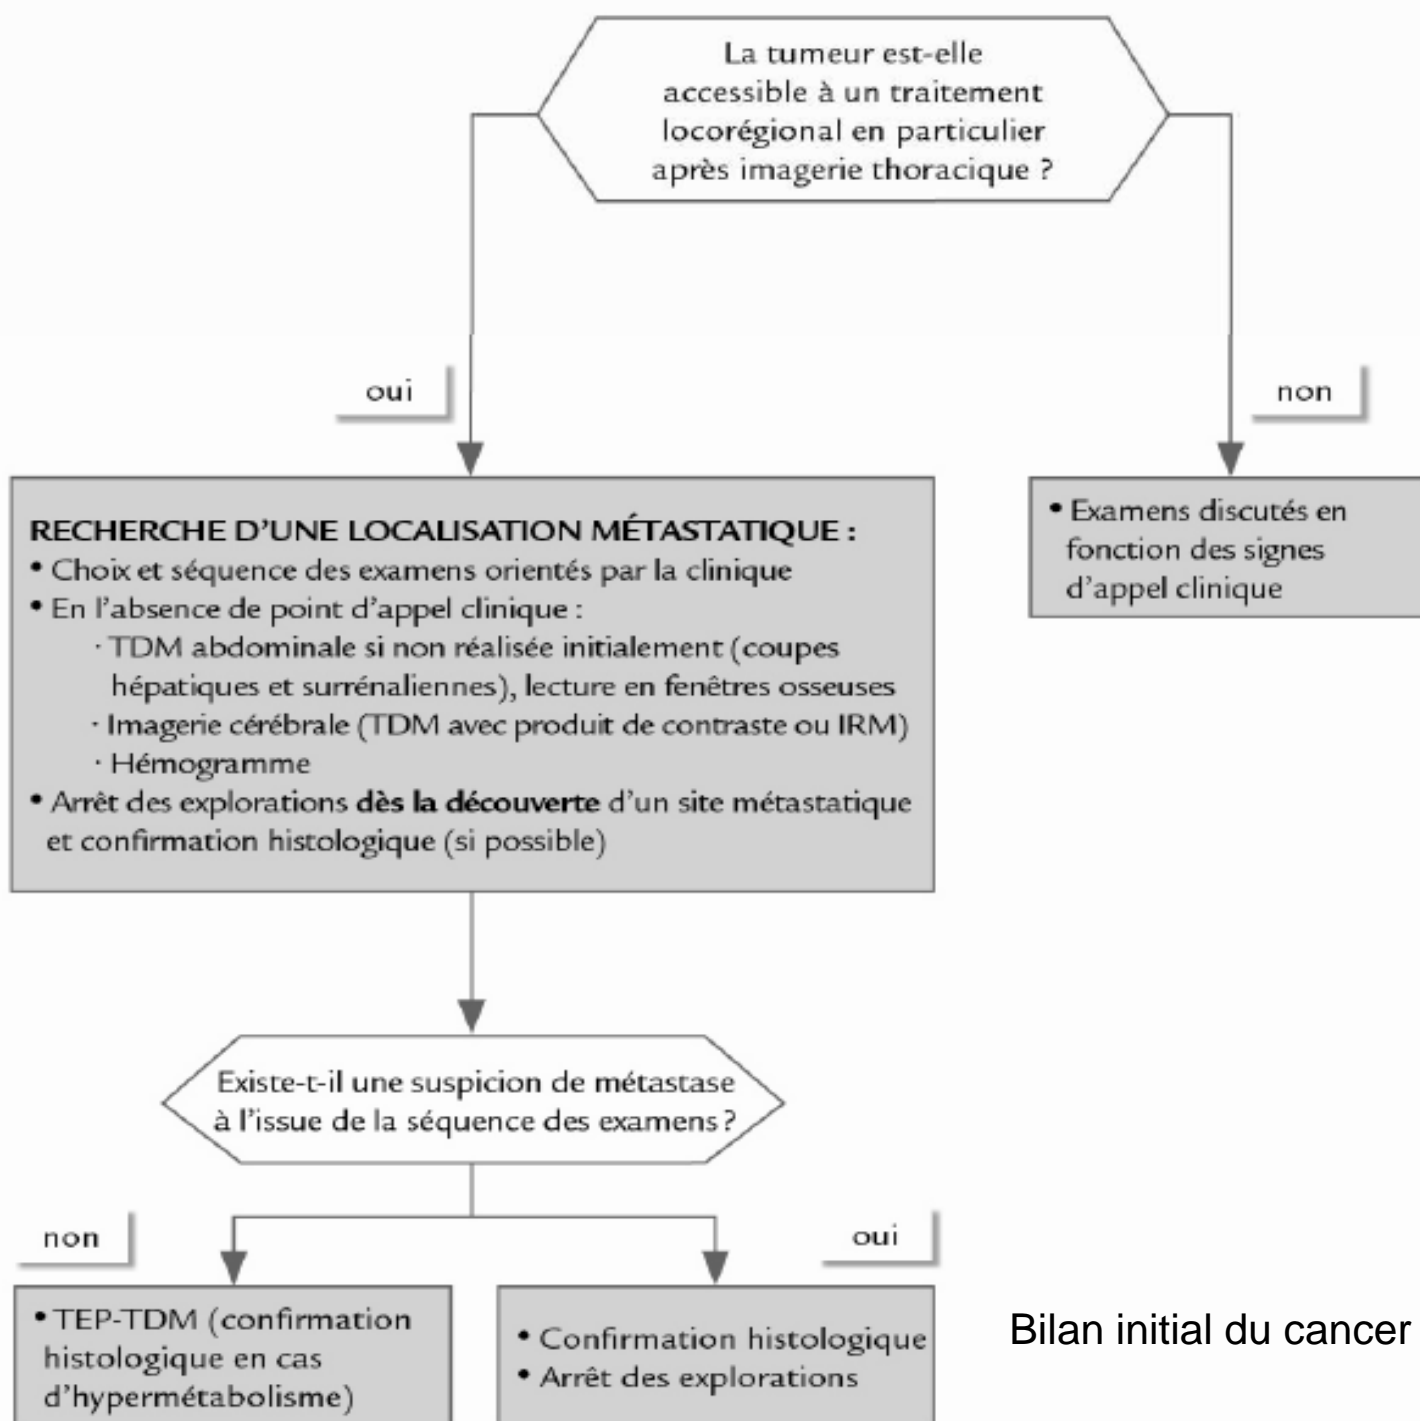 La tumeur est-elle
accessible à un traitement
locorégional en particulier
après imagerie thoracique ?
oui
non
RECHERCHE D'UNE LOCALISATION MÉTASTATIQUE :
• Choix et séquence des examens orientés par la clinique
• En l'absence de point d'appel clinique :
· TDM abdominale si non réalisée initialement (coupes
hépatiques et surrénaliennes), lecture en fenêtres osseuses
· Imagerie cérébrale (TDM avec produit de contraste ou IRM)
· Hémogramme
• Arrêt des explorations dès la découverte d'un site métastatique
et confirmation histologique (si possible)
• Examens discutés en
fonction des signes
d'appel clinique
Existe-t-il une suspicion de métastase
à l'issue de la séquence des examens ?
non
oui
• TEP-TDM (confirmation
histologique en cas
d'hypermétabolisme)
• Confirmation histologique
• Arrêt des explorations
Bilan initial du cancer